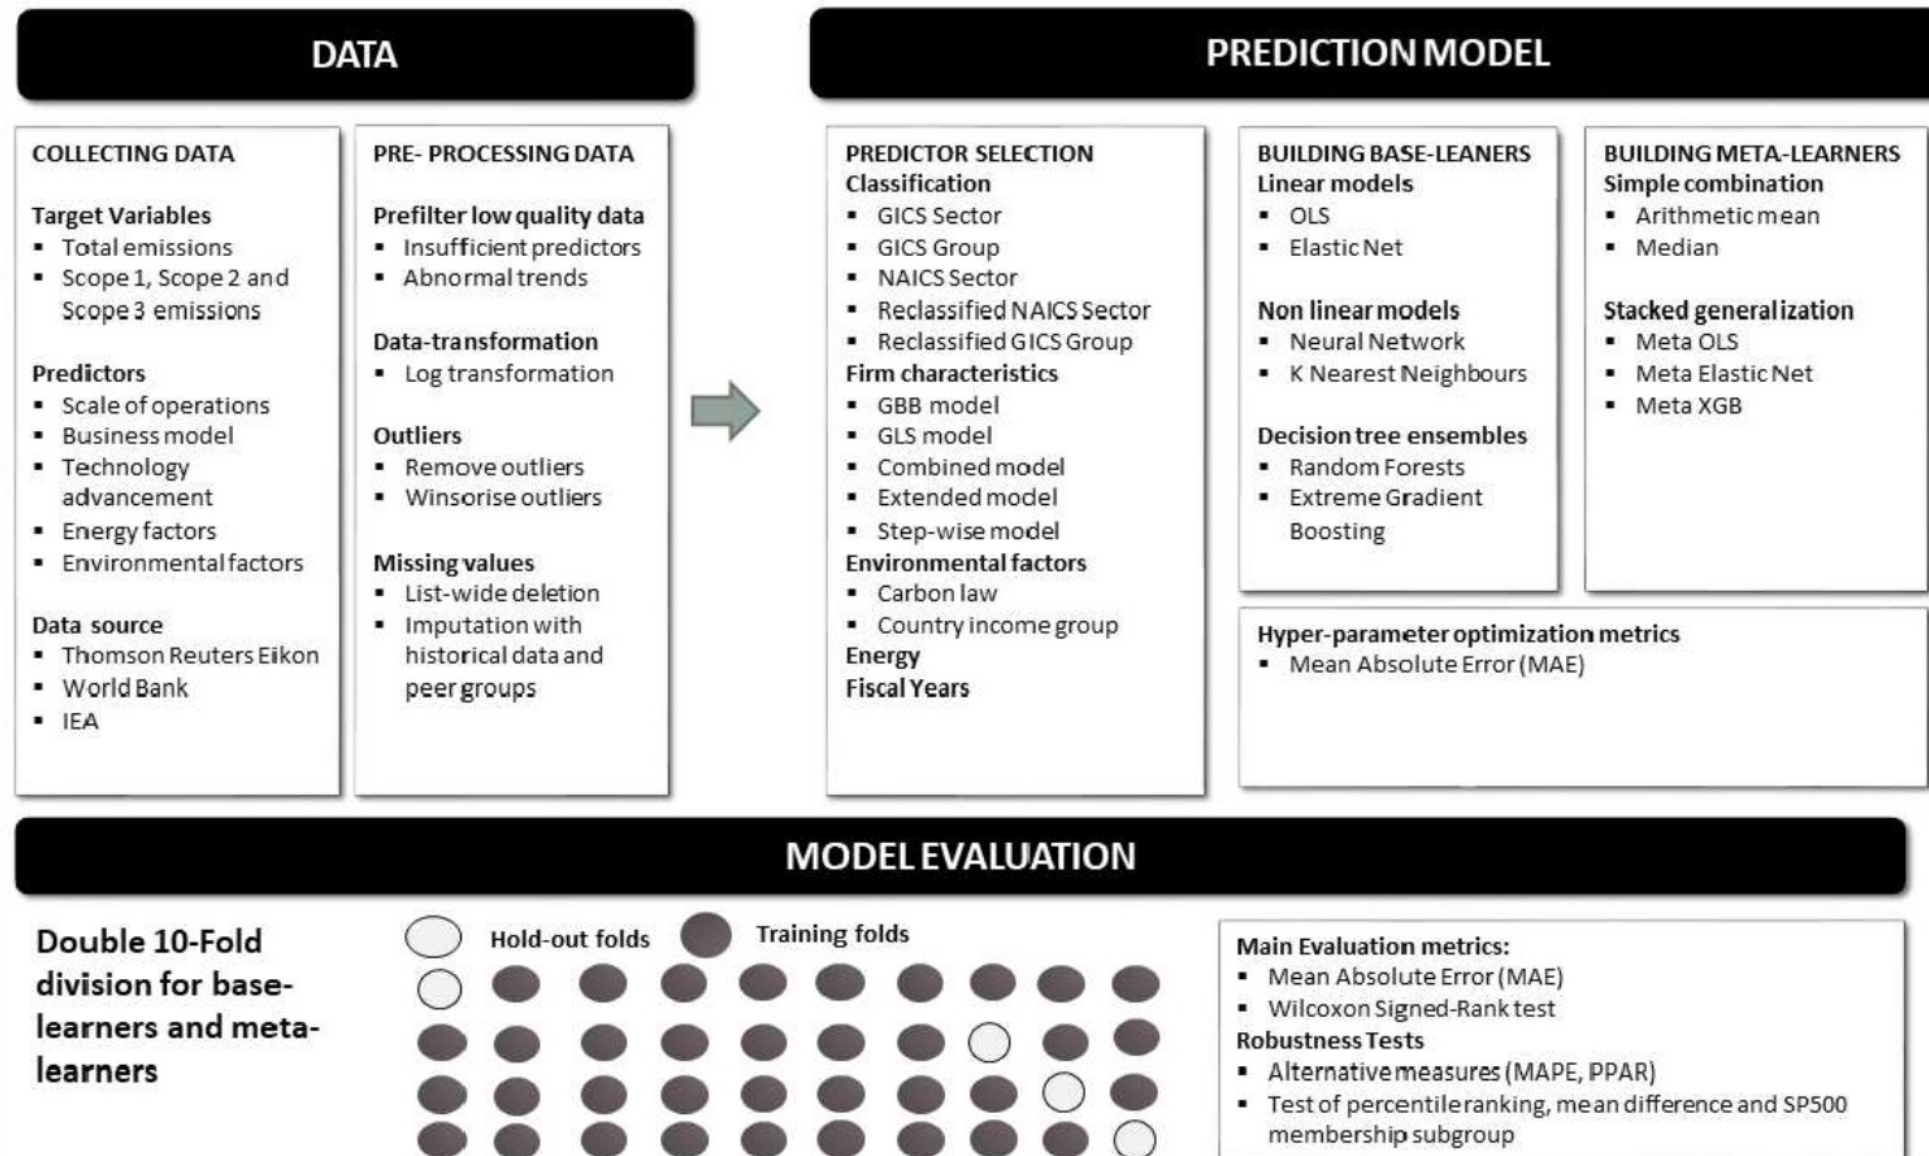 DATA
PREDICTION MODEL
COLLECTING DATA
Target Variables
▪ Total emissions
▪ Scope 1, Scope 2 and
Scope 3 emissions
Predictors
▪ Scale of operations
▪ Business model
▪ Technology
advancement
▪ Energy factors
▪ Environmental factors
Data source
▪ Thomson Reuters Eikon
▪ World Bank
▪ IEA
PRE- PROCESSING DATA
Prefilter low quality data
▪ Insufficient predictors
▪ Abnormal trends
Data-transformation
▪ Log transformation
Outliers
▪ Remove outliers
▪ Winsorise outliers
Missing values
▪ List-wide deletion
▪ Imputation with
historical data and
peer groups
PREDICTOR SELECTION
Classification
▪ GICS Sector
▪ GICS Group
▪ NAICS Sector
▪ Reclassified NAICS Sector
▪ Reclassified GICS Group
Firm characteristics
▪ GBB model
▪ GLS model
▪ Combined model
▪ Extended model
▪ Step-wise model
Environmental factors
▪ Carbon law
▪ Country income group
Energy
Fiscal Years
BUILDING BASE-LEANERS
Linear models
▪ OLS
▪ Elastic Net
Non linear models
▪ Neural Network
▪ K Nearest Neighbours
Decision tree ensembles
▪ Random Forests
▪ Extreme Gradient
Boosting
BUILDING META-LEARNERS
Simple combination
▪ Arithmetic mean
▪ Median
Stacked generalization
▪ Meta OLS
▪ Meta Elastic Net
▪ Meta XGB
Hyper-parameter optimization metrics
▪ Mean Absolute Error (MAE)
MODEL EVALUATION
Double 10-Fold
division for base-
learners and meta-
learners
Hold-out folds
Training folds
Main Evaluation metrics:
▪ Mean Absolute Error (MAE)
▪ Wilcoxon Signed-Rank test
Robustness Tests
▪ Alternative measures (MAPE, PPAR)
▪ Test of percentile ranking, mean difference and SP500
membership subgroup